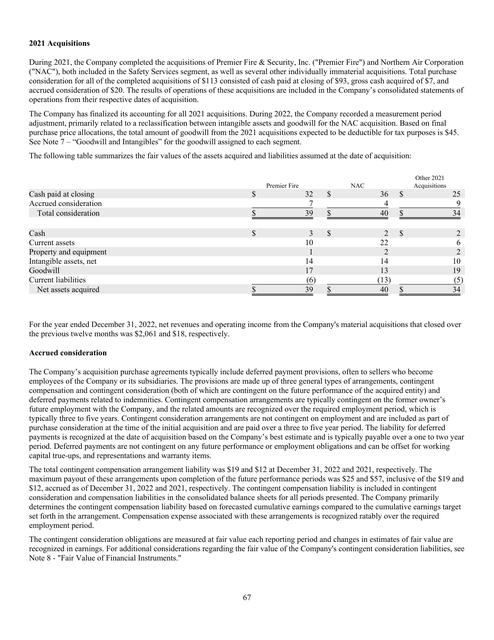 2021 Acquisitions
During 2021, the Company completed the acquisitions of Premier Fire & Security, Inc. ("Premier Fire") and Northern Air Corporation
("NAC"), both included in the Safety Services segment, as well as several other individually immaterial acquisitions. Total purchase
consideration for all of the completed acquisitions of $113 consisted of cash paid at closing of $93, gross cash acquired of $7, and
accrued consideration of $20. The results of operations of these acquisitions are included in the Company's consolidated statements of
operations from their respective dates of acquisition.
The Company has finalized its accounting for all 2021 acquisitions. During 2022, the Company recorded a measurement period
adjustment, primarily related to a reclassification between intangible assets and goodwill for the NAC acquisition. Based on final
purchase price allocations, the total amount of goodwill from the 2021 acquisitions expected to be deductible for tax purposes is $45.
See Note 7 – "Goodwill and Intangibles" for the goodwill assigned to each segment.
The following table summarizes the fair values of the assets acquired and liabilities assumed at the date of acquisition:
Premier Fire NAC Other 2021 Acquisitions
Cash paid at closing $ 32 $ 36 $ 25
Accrued consideration 7 4 9
Total consideration $ 39 $ 40 $ 34
Cash $ 3 $ 2 $ 2
Current assets 10 22 6
Property and equipment 1 2 2
Intangible assets, net 14 14 10
Goodwill 17 13 19
Current liabilities (6) (13) (5)
Net assets acquired $ 39 $ 40 $ 34
For the year ended December 31, 2022, net revenues and operating income from the Company's material acquisitions that closed over
the previous twelve months was $2,061 and $18, respectively.
Accrued consideration
The Company's acquisition purchase agreements typically include deferred payment provisions, often to sellers who become
employees of the Company or its subsidiaries. The provisions are made up of three general types of arrangements, contingent
compensation and contingent consideration (both of which are contingent on the future performance of the acquired entity) and
deferred payments related to indemnities. Contingent compensation arrangements are typically contingent on the former owner's
future employment with the Company, and the related amounts are recognized over the required employment period, which is
typically three to five years. Contingent consideration arrangements are not contingent on employment and are included as part of
purchase consideration at the time of the initial acquisition and are paid over a three to five year period. The liability for deferred
payments is recognized at the date of acquisition based on the Company's best estimate and is typically payable over a one to two year
period. Deferred payments are not contingent on any future performance or employment obligations and can be offset for working
capital true-ups, and representations and warranty items.
The total contingent compensation arrangement liability was $19 and $12 at December 31, 2022 and 2021, respectively. The
maximum payout of these arrangements upon completion of the future performance periods was $25 and $57, inclusive of the $19 and
$12, accrued as of December 31, 2022 and 2021, respectively. The contingent compensation liability is included in contingent
consideration and compensation liabilities in the consolidated balance sheets for all periods presented. The Company primarily
determines the contingent compensation liability based on forecasted cumulative earnings compared to the cumulative earnings target
set forth in the arrangement. Compensation expense associated with these arrangements is recognized ratably over the required
employment period.
The contingent consideration obligations are measured at fair value each reporting period and changes in estimates of fair value are
recognized in earnings. For additional considerations regarding the fair value of the Company's contingent consideration liabilities, see
Note 8 - "Fair Value of Financial Instruments."
67